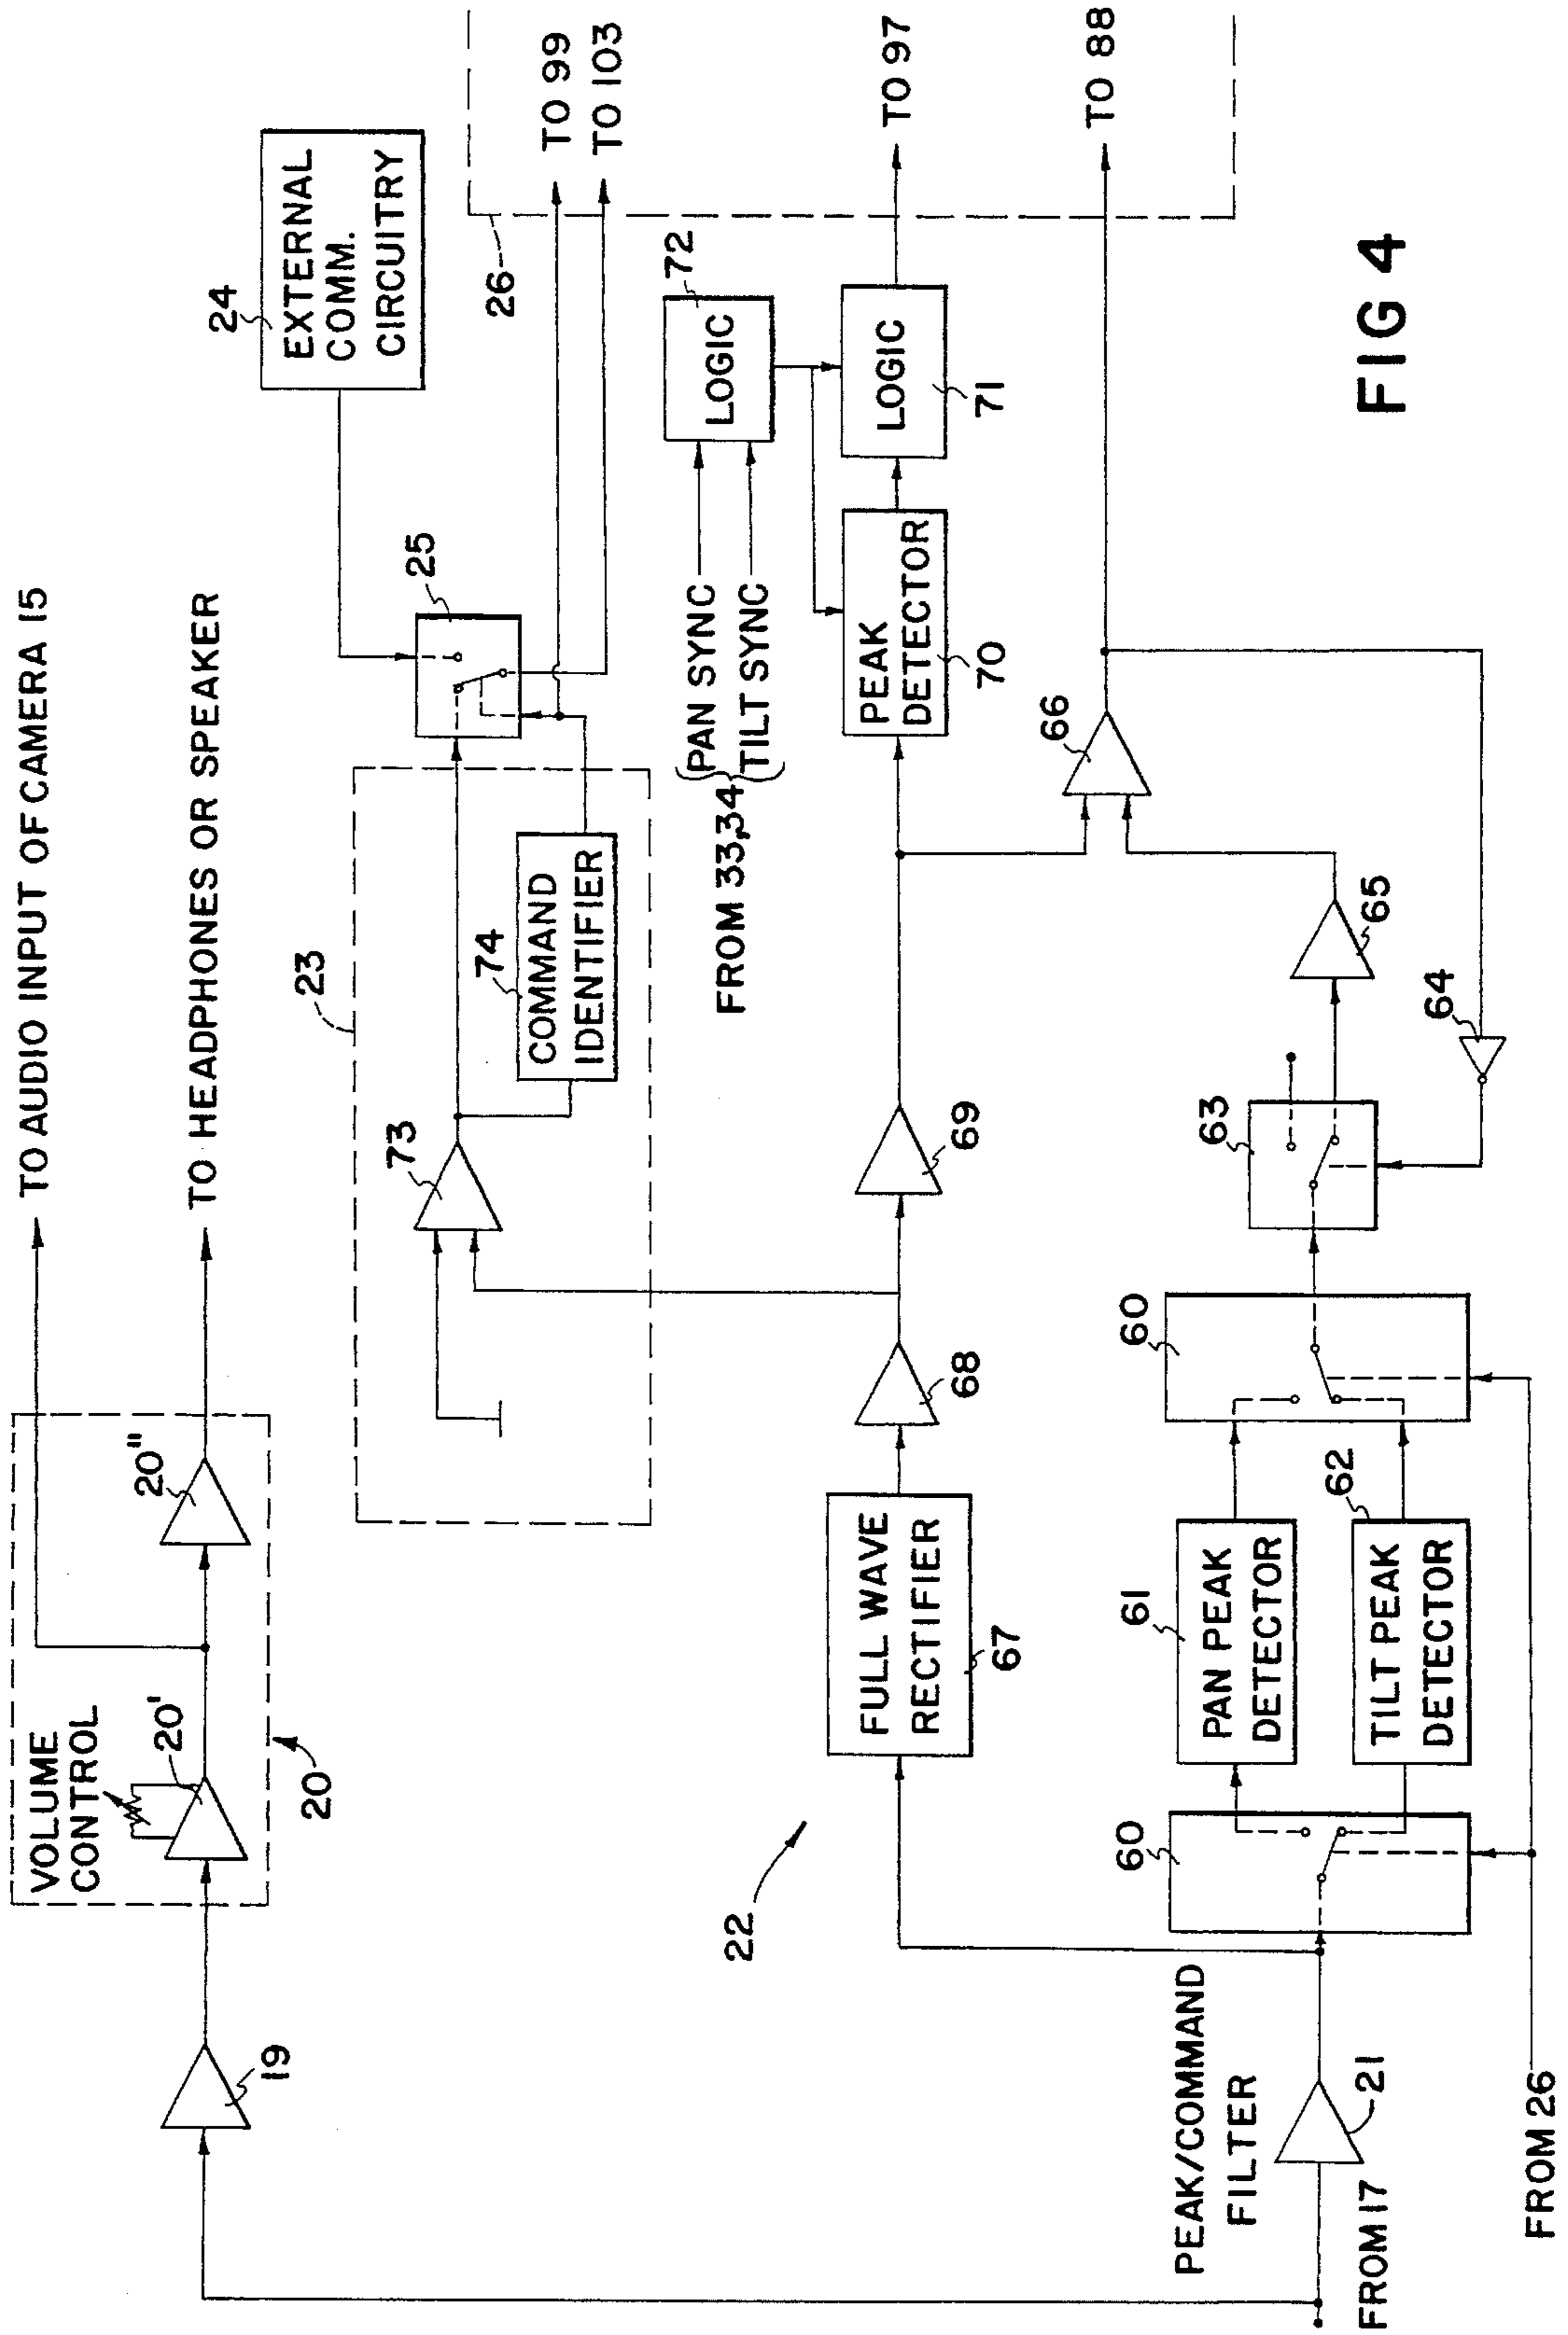 TO AUDIO INPUT OF CAMERA 15
TO HEADPHONES OR SPEAKER
VOLUME
CONTROL
20'
20"
20
19
24
EXTERNAL
COMM.
CIRCUITRY
25
TO 99
TO 103
26
23
73
74
COMMAND
IDENTIFIER
72
LOGIC
PAN SYNC
TILT SYNC
FROM 33,34
PEAK
DETECTOR
70
LOGIC
71
TO 97
TO 88
66
65
64
63
69
68
FULL WAVE
RECTIFIER
67
22
60
61
PAN PEAK
DETECTOR
62
TILT PEAK
DETECTOR
60
PEAK/COMMAND
FILTER
21
FROM 17
FROM 26
FIG 4